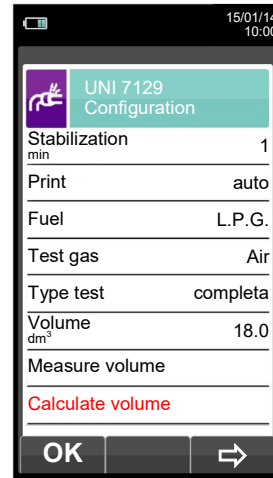 15/01/14
10:00
UNI 7129
Configuration
Stabilization 1
min
Print auto
Fuel L.P.G.
Test gas Air
Type test completa
Volume 18.0
dm³
Measure volume
Calculate volume
OK